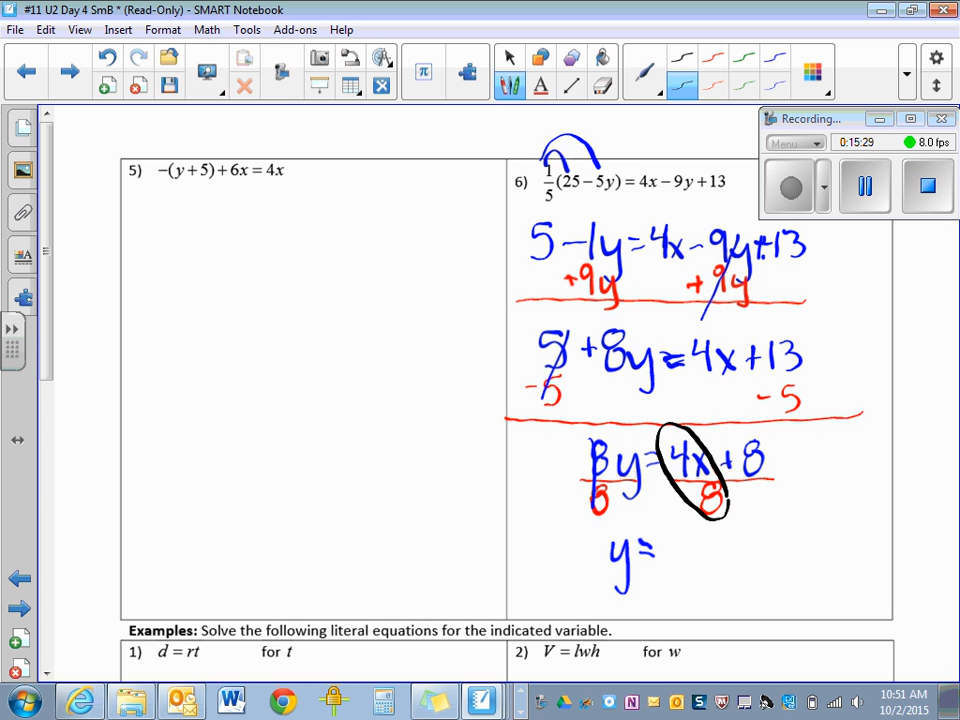 #11 U2 Day 4 SmB * (Read-Only) - SMART Notebook
File Edit View Insert Format Math Tools Add-ons Help
Recording...
Menu 0:15:29 8.0 fps
5) −(y + 5) + 6x = 4x
6) 1/5 (25 − 5y) = 4x − 9y + 13
5 − 1y = 4x − 9y + 13
+9y + 9y
5 + 8y = 4x + 13
- 5 - 5
8y = 4x + 8
8 8
y =
Examples: Solve the following literal equations for the indicated variable.
1) d = rt for t
2) V = lwh for w
10:51 AM
10/2/2015